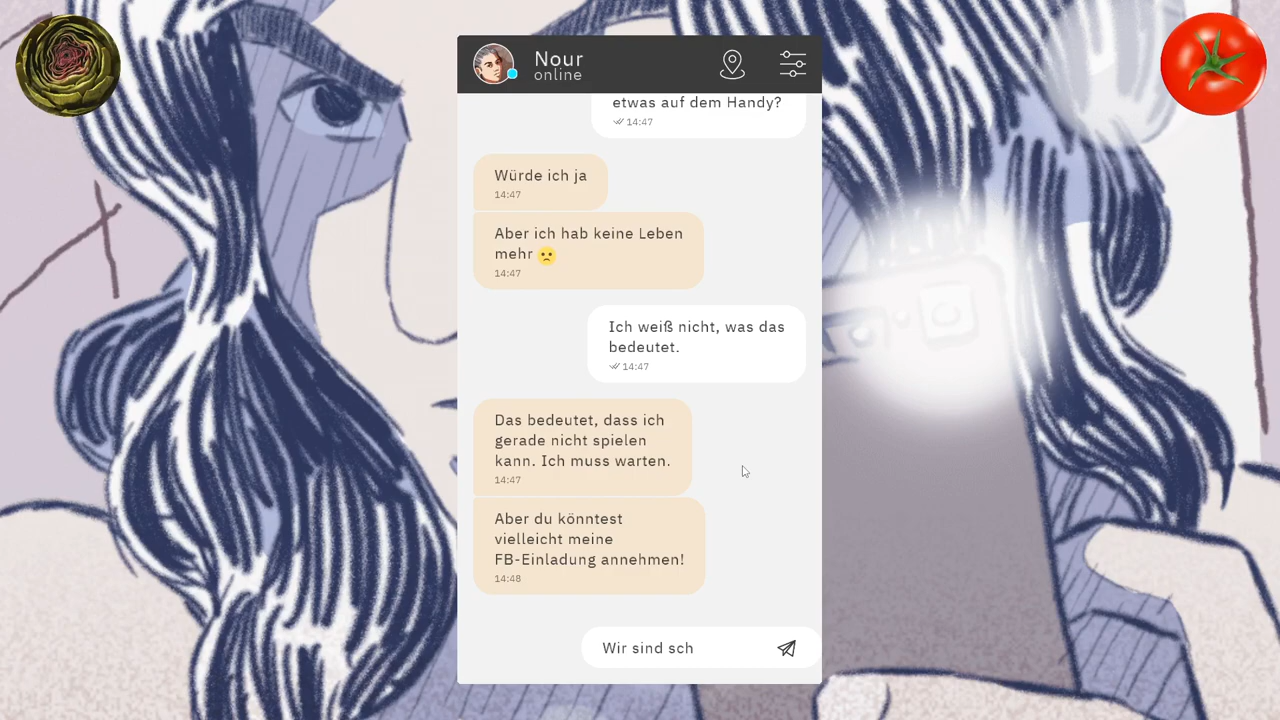 Nour
online
etwas auf dem Handy?
14:47
Würde ich ja
14:47
Aber ich hab keine Leben
mehr
14:47
Ich weiß nicht, was das
bedeutet.
14:47
Das bedeutet, dass ich
gerade nicht spielen
kann. Ich muss warten.
14:47
Aber du könntest
vielleicht meine
FB-Einladung annehmen!
14:48
Wir sind sch